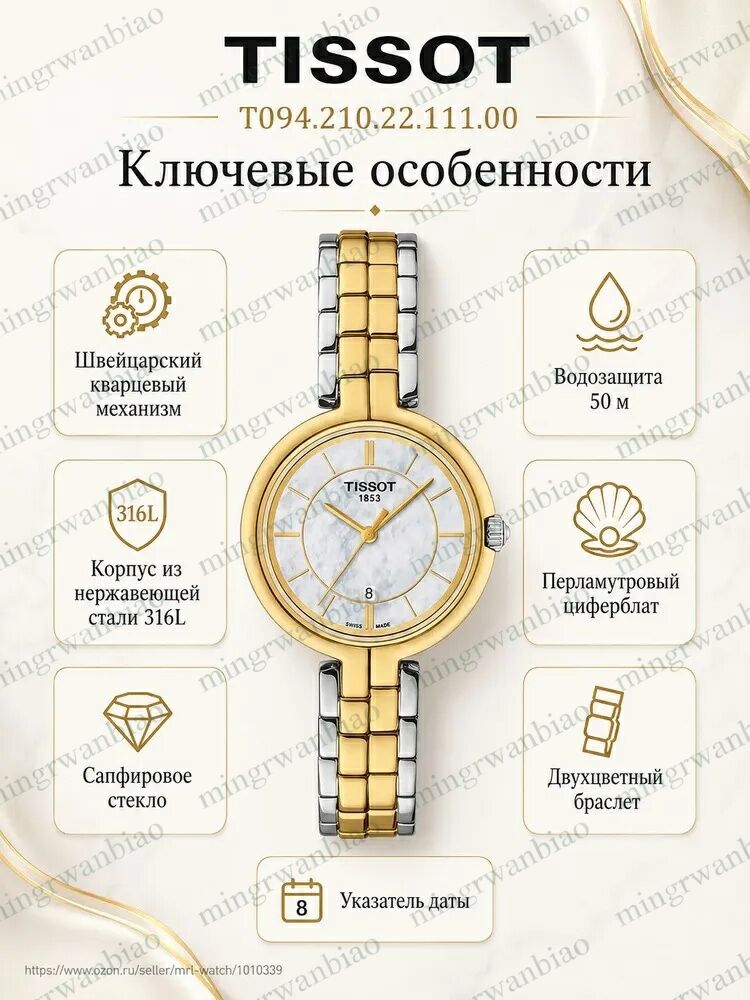 TISSOT
T094.210.22.111.00
Ключевые особенности
Швейцарский
кварцевый
механизм
Водозащита
50 м
TISSOT
1853
8
SWISS MADE
316L
Корпус из
нержавеющей
стали 316L
Перламутровый
циферблат
Сапфировое
стекло
Двухцветный
браслет
8
Указатель даты
https://www.ozon.ru/seller/mrl-watch/1010339
mingrwanbiao